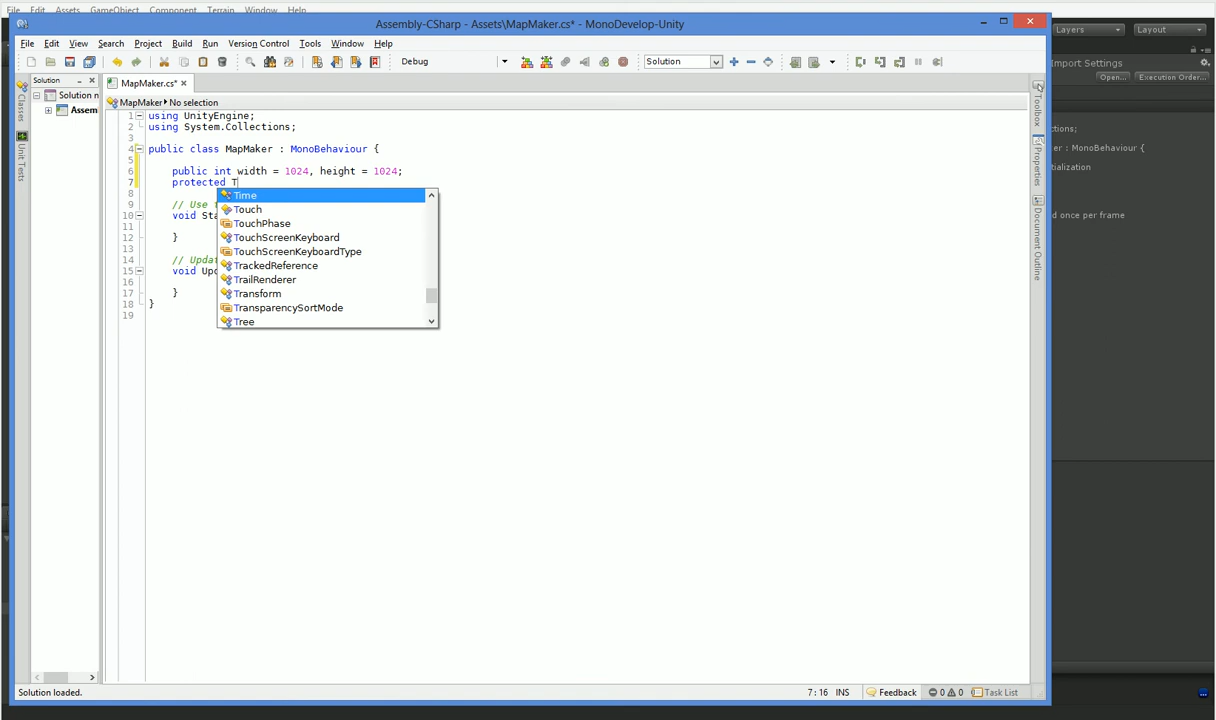 File Edit Assets GameObject Component Terrain Window Help
Assembly-CSharp - Assets\MapMaker.cs* - MonoDevelop-Unity
Layers Layout
File Edit View Search Project Build Run Version Control Tools Window Help
Debug Solution
Import Settings
Open... Execution Order...
Solution
MapMaker.cs*
Solution n
MapMaker No selection
Assem
Classes
Unit Tests
Toolbox
Properties
Document Outline
1 using UnityEngine;
2 using System.Collections;
3
4 public class MapMaker : MonoBehaviour {
5
6 public int width = 1024, height = 1024;
7 protected T
8
9 // Use
10 void Sta
11
12 }
13
14 // Updat
15 void Upd
16
17 }
18 }
19
Time
Touch
TouchPhase
TouchScreenKeyboard
TouchScreenKeyboardType
TrackedReference
TrailRenderer
Transform
TransparencySortMode
Tree
ctions;
er : MonoBehaviour {
tialization
d once per frame
Solution loaded.
7 : 16 INS
Feedback
0 0
Task List